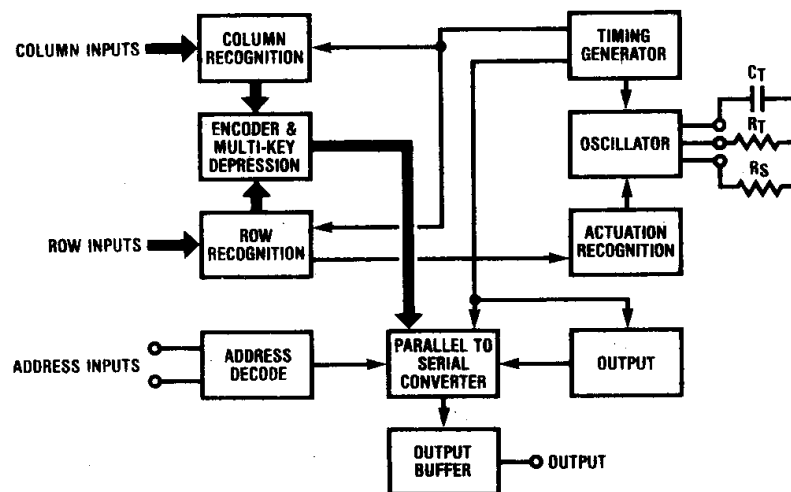 COLUMN INPUTS
COLUMN
RECOGNITION
TIMING
GENERATOR
CT
ENCODER &
MULTI-KEY
DEPRESSION
OSCILLATOR
RT
RS
ROW INPUTS
ROW
RECOGNITION
ACTUATION
RECOGNITION
ADDRESS INPUTS
ADDRESS
DECODE
PARALLEL TO
SERIAL
CONVERTER
OUTPUT
OUTPUT
BUFFER
OUTPUT